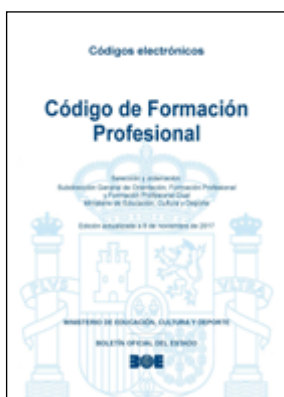 Códigos electrónicos
Código de Formación
Profesional
Selección y ordenación:
Subdirección General de Orientación, Formación Profesional
y Formación Profesional Dual
Ministerio de Educación, Cultura y Deporte
Edición actualizada a 8 de noviembre de 2017
PLVS
VLTRA
MINISTERIO DE EDUCACIÓN, CULTURA Y DEPORTE
BOLETÍN OFICIAL DEL ESTADO
BOE